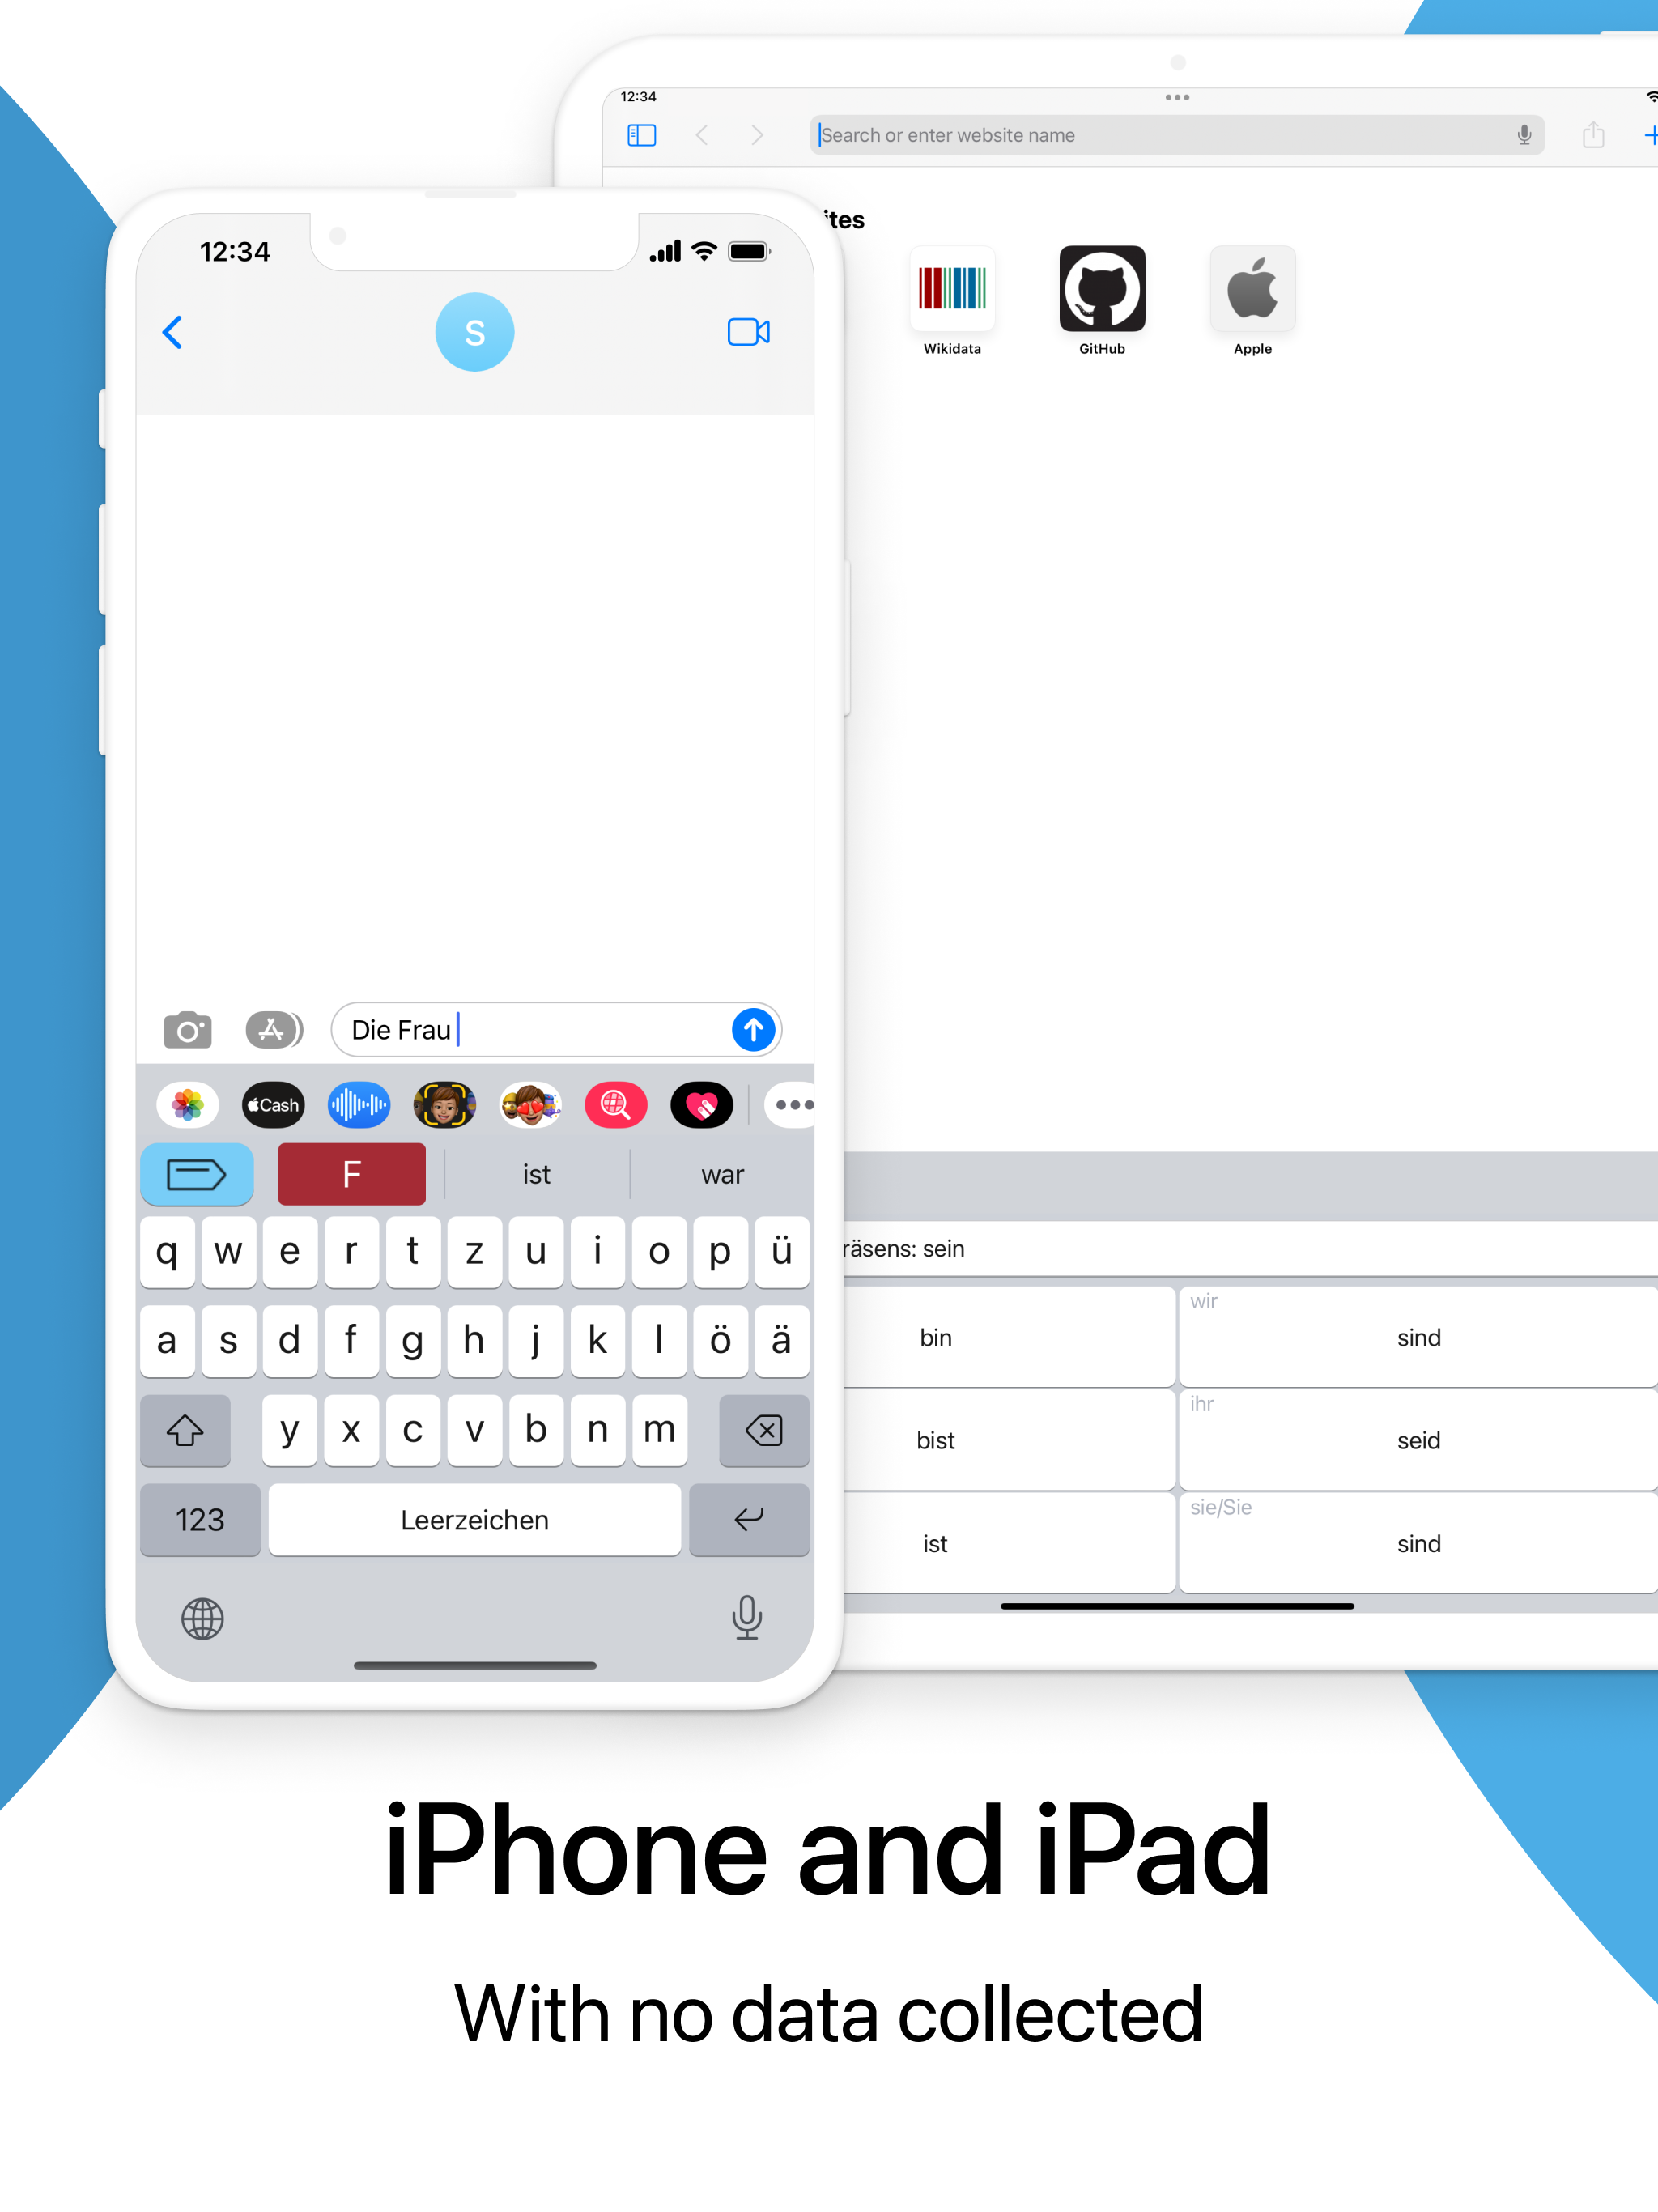 12:34
Search or enter website name
ites
Wikidata
GitHub
Apple
12:34
S
Die Frau
Cash
F
ist
war
q w e r t z u i o p ü
a s d f g h j k l ö ä
y x c v b n m
123
Leerzeichen
räsens: sein
bin
wir
sind
bist
ihr
seid
ist
sie/Sie
sind
iPhone and iPad
With no data collected